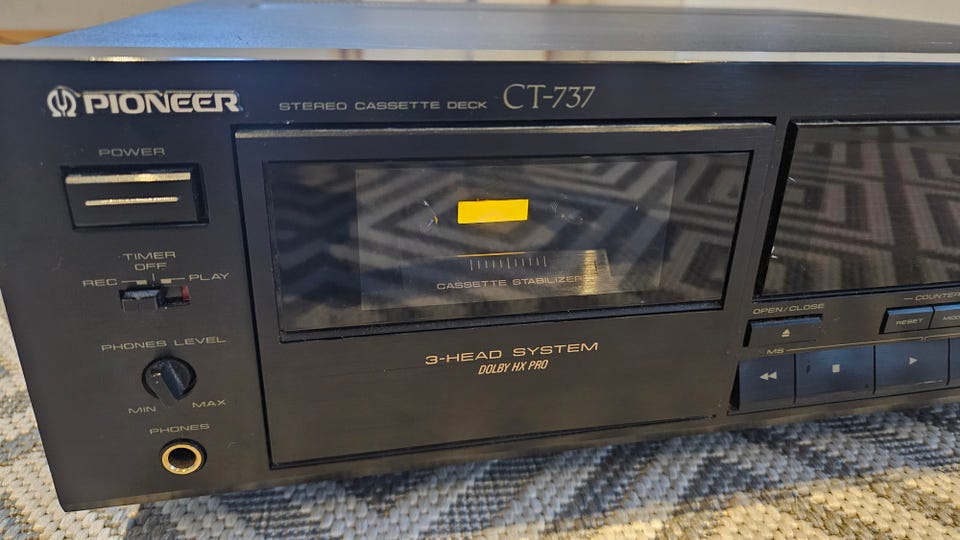 PIONEER
STEREO CASSETTE DECK CT-737
POWER
TIMER
OFF
REC
PLAY
CASSETTE STABILIZER
OPEN/CLOSE
COUNTER
RESET
MS
PHONES LEVEL
3-HEAD SYSTEM
DOLBY HX PRO
MIN
MAX
PHONES